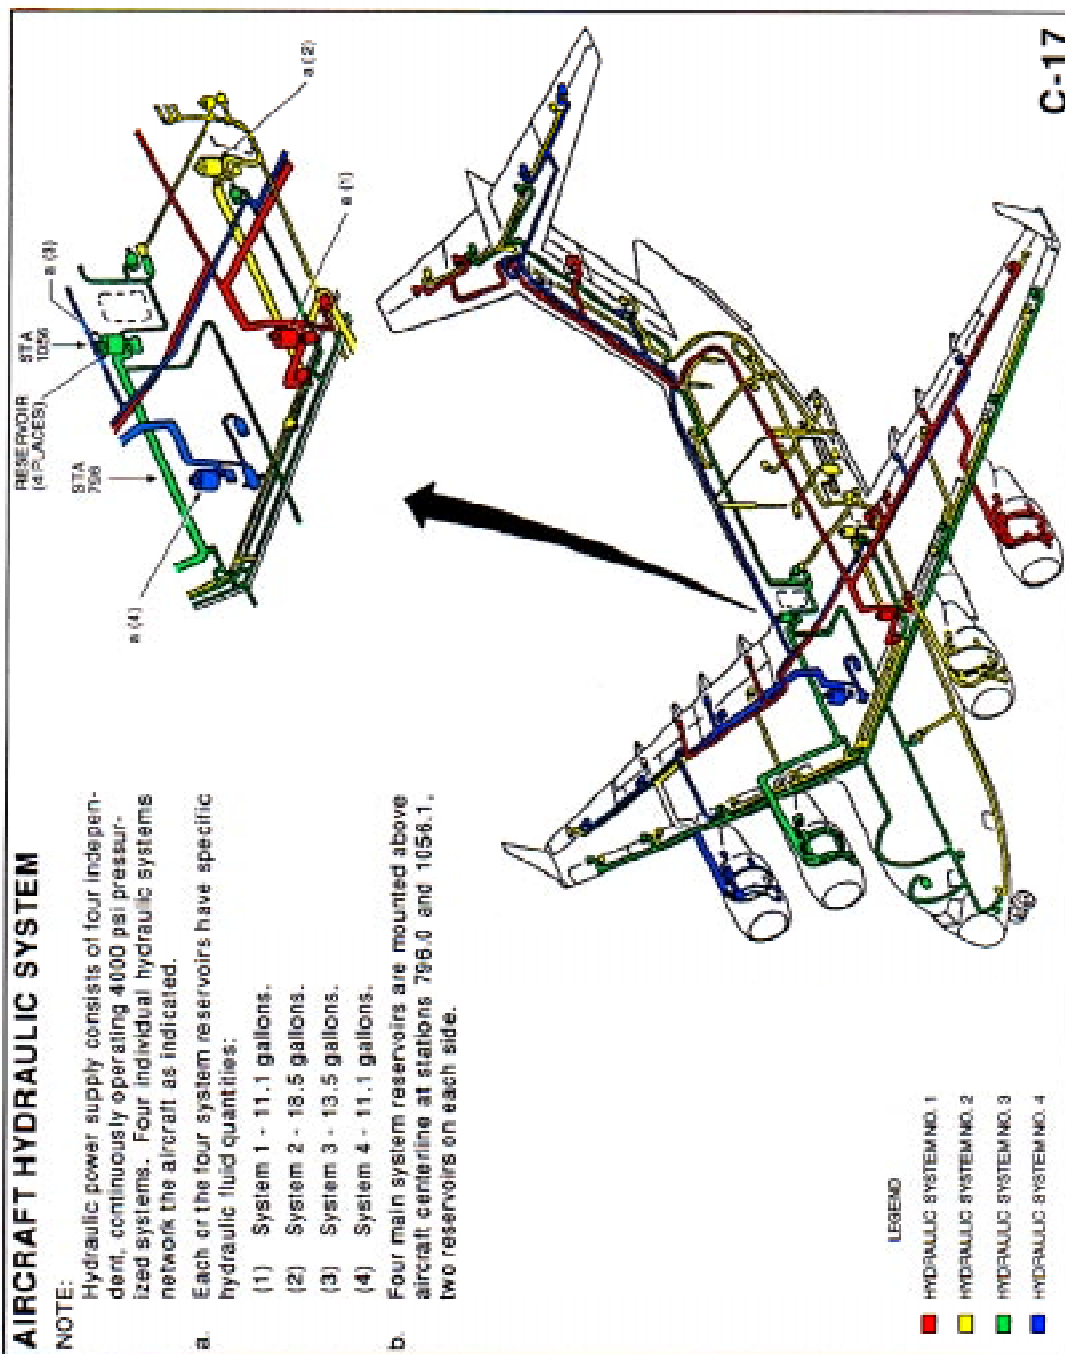 AIRCRAFT HYDRAULIC SYSTEM
NOTE:
Hydraulic power supply consists of four indepen-
dent, continuously operating 4000 psi pressur-
ized systems. Four individual hydraulic systems
network the aircraft as indicated.
a. Each or the four system reservoirs have specific
hydraulic fluid quantities:
(1) System 1 - 11.1 gallons.
(2) System 2 - 18.5 gallons.
(3) System 3 - 13.5 gallons.
(4) System 4 - 11.1 gallons.
b. Four main system reservoirs are mounted above
aircraft centerline at stations 796.0 and 1056.1,
two reservoirs on each side.
RESERVOIR
(4 PLACES)
STA
1056
STA
796
a (3)
a (2)
a (1)
a (4)
LEGEND
HYDRAULIC SYSTEM NO. 1
HYDRAULIC SYSTEM NO. 2
HYDRAULIC SYSTEM NO. 3
HYDRAULIC SYSTEM NO. 4
C-17